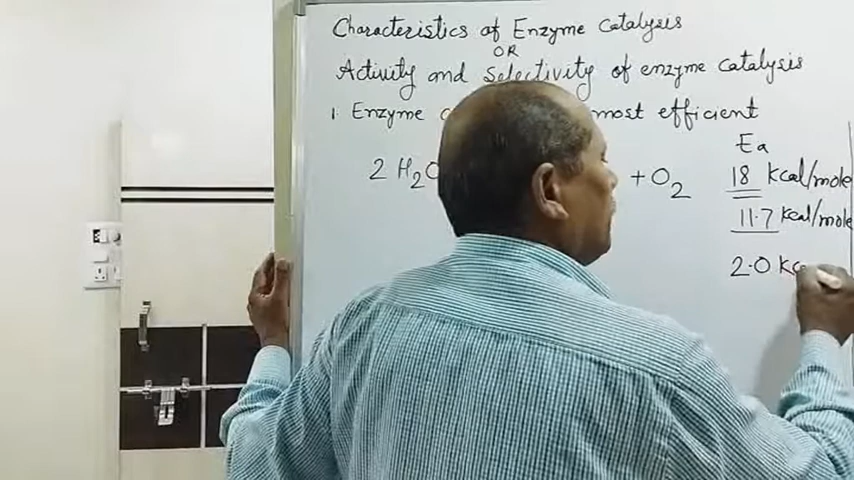 Characteristics of Enzyme catalysis
OR
Activity and selectivity of enzyme catalysis
1 Enzyme most efficient
Ea
2 H₂O + O₂ 18 Kcal/mole
11.7 Kcal/mole
2.0 Kc